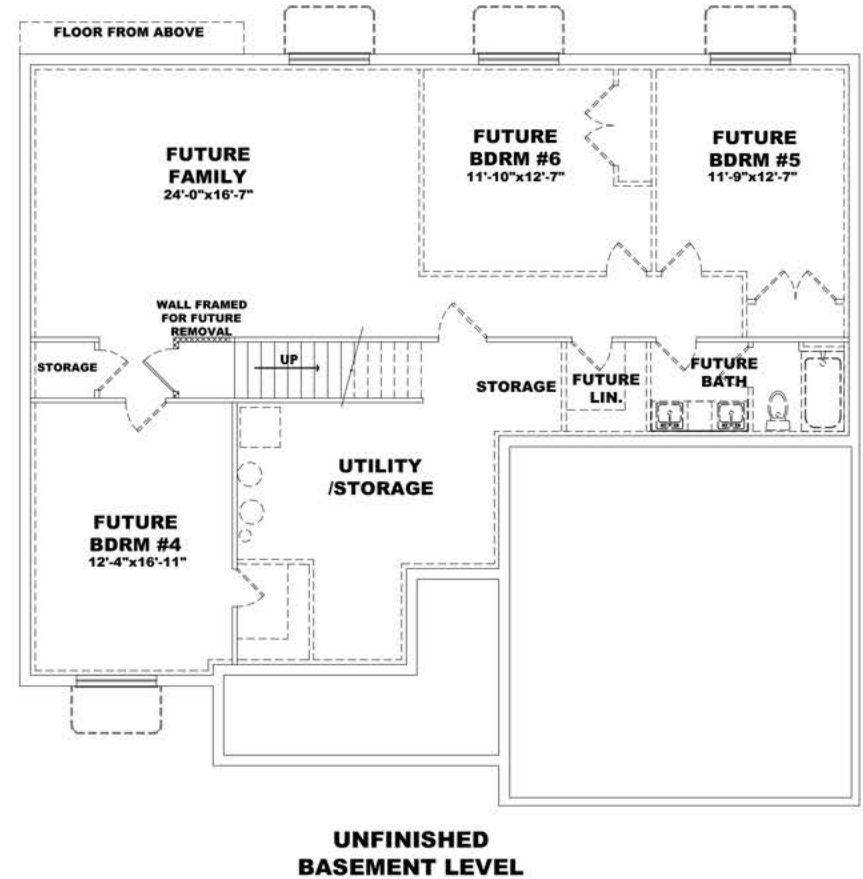 FLOOR FROM ABOVE
FUTURE
FAMILY
24'-0"x16'-7"
FUTURE
BDRM #6
11'-10"x12'-7"
FUTURE
BDRM #5
11'-9"x12'-7"
WALL FRAMED
FOR FUTURE
REMOVAL
STORAGE
UP
STORAGE
FUTURE
LIN.
FUTURE
BATH
UTILITY
/STORAGE
FUTURE
BDRM #4
12'-4"x16'-11"
UNFINISHED
BASEMENT LEVEL